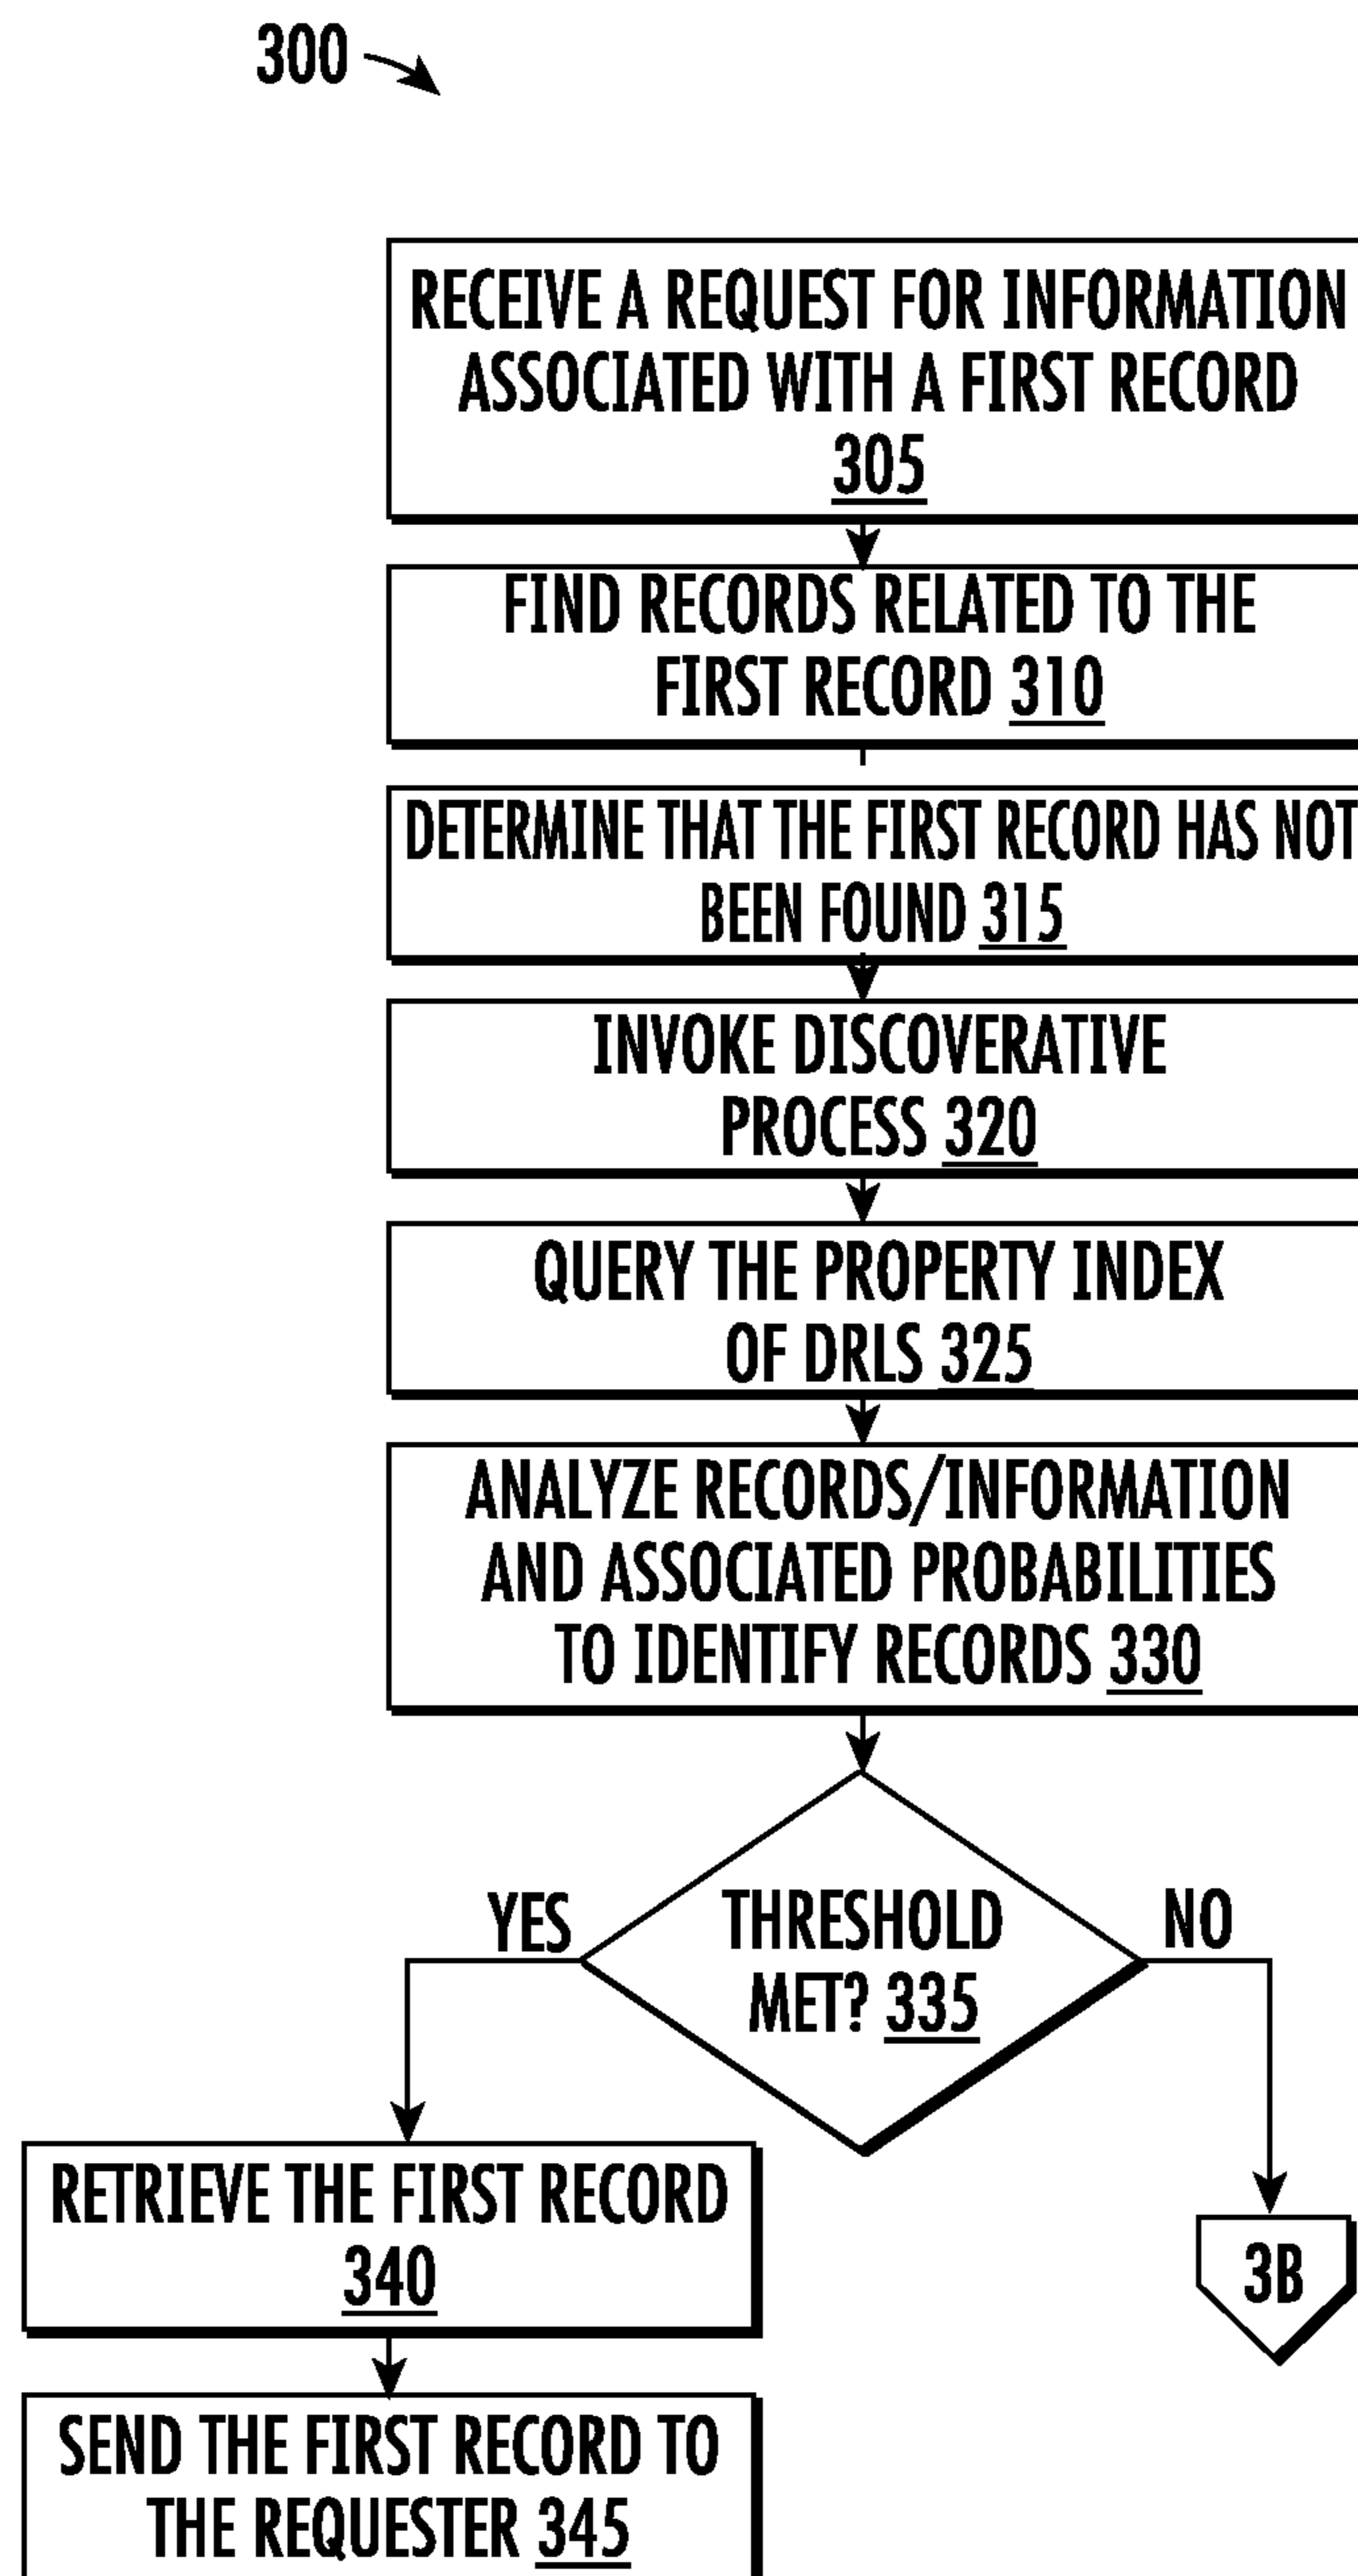 300
RECEIVE A REQUEST FOR INFORMATION
ASSOCIATED WITH A FIRST RECORD
305
FIND RECORDS RELATED TO THE
FIRST RECORD 310
DETERMINE THAT THE FIRST RECORD HAS NOT
BEEN FOUND 315
INVOKE DISCOVERATIVE
PROCESS 320
QUERY THE PROPERTY INDEX
OF DRLS 325
ANALYZE RECORDS/INFORMATION
AND ASSOCIATED PROBABILITIES
TO IDENTIFY RECORDS 330
YES
THRESHOLD
MET? 335
NO
RETRIEVE THE FIRST RECORD
340
3B
SEND THE FIRST RECORD TO
THE REQUESTER 345